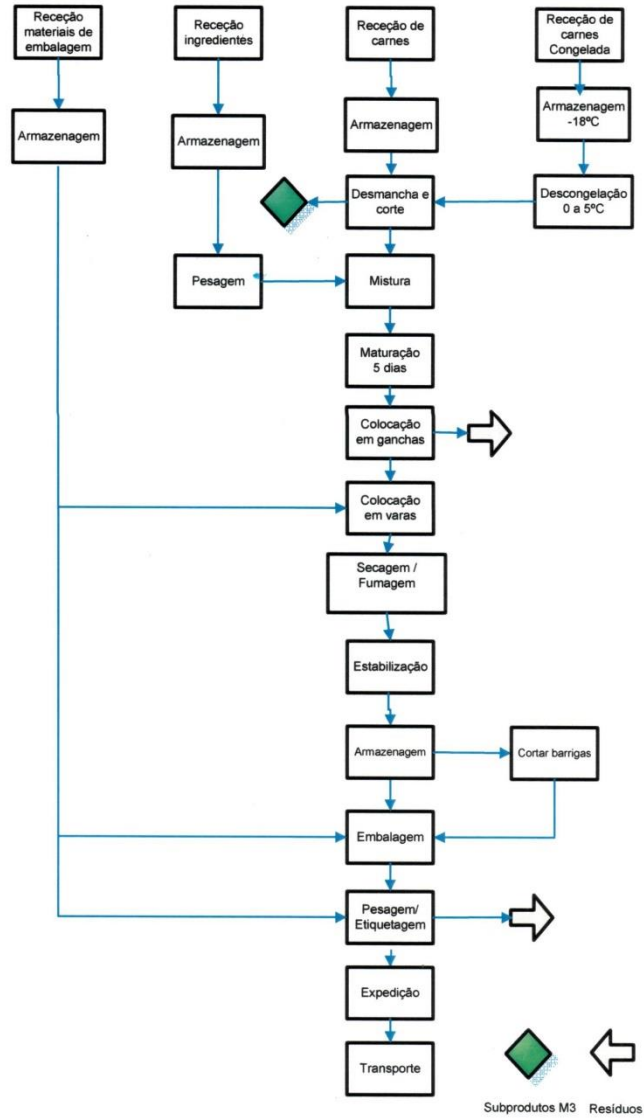 Receção
materiais de
embalagem
Receção
ingredientes
Receção de
carnes
Receção de
carnes
Congelada
Armazenagem
Armazenagem
Armazenagem
Armazenagem
-18ºC
Desmancha e
corte
Descongelação
0 a 5ºC
Pesagem
Mistura
Maturação
5 dias
Colocação
em ganchas
Colocação
em varas
Secagem /
Fumagem
Estabilização
Armazenagem
Cortar barrigas
Embalagem
Pesagem/
Etiquetagem
Expedição
Transporte
Subprodutos M3
Resíduos